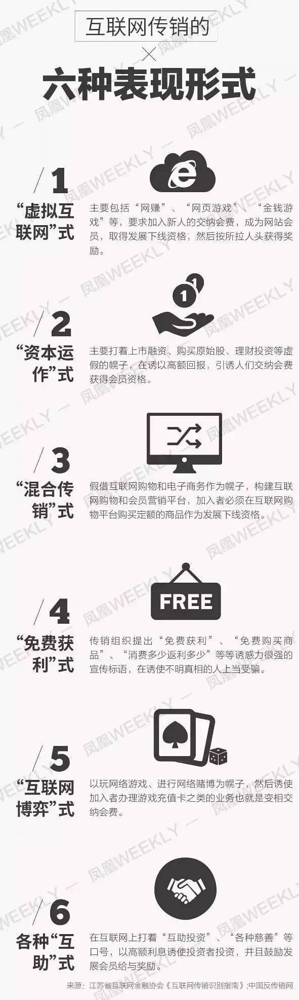 互联网传销的
六种表现形式
1
“虚拟互
联网”式
主要包括“网赚”、“网页游戏”、“金钱游
戏”等，要求加入新人的交纳会费，成为网站会
员，取得发展下线资格，然后按所拉人头获得奖
励。
2
“资本运
作”式
主要打着上市融资、购买原始股、理财投资等虚
假的幌子，在诱以高额回报，引诱人们交纳会费
获得会员资格。
3
“混合传
销”式
假借互联网购物和电子商务作为幌子，构建互联
网购物和会员营销平台，加入者必须在互联网购
物平台购买定额的商品作为发展下线资格。
FREE
4
“免费获
利”式
传销组织提出“免费获利”、“免费购买商
品”、“消费多少返利多少”等等诱惑力很强的
宣传标语，在诱使不明真相的人上当受骗。
5
“互联网
博弈”式
以玩网络游戏、进行网络赌博为幌子，然后诱使
加入者办理游戏充值卡之类的业务也就是变相交
纳会费。
6
各种“互
助”式
在互联网上打着“互助投资”、“各种慈善”等
口号，以高额利息诱使投资者投资，并且鼓励发
展会员给与奖励。
来源：江苏省互联网金融协会《互联网传销识别指南》;中国反传销网
凤凰WEEKLY